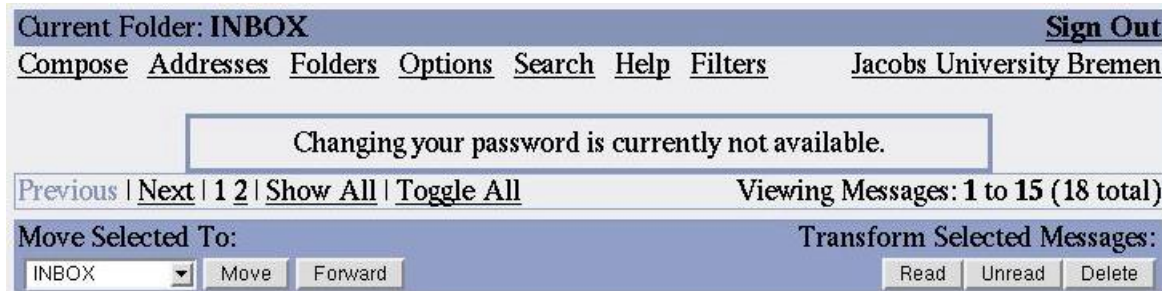 Current Folder: INBOX Sign Out
Compose Addresses Folders Options Search Help Filters Jacobs University Bremen
Changing your password is currently not available.
Previous | Next | 1 2 | Show All | Toggle All Viewing Messages: 1 to 15 (18 total)
Move Selected To: Transform Selected Messages:
INBOX Move Forward Read Unread Delete